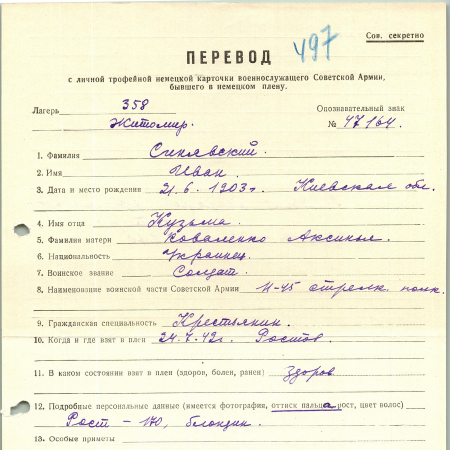 Сов. секретно
497
ПЕРЕВОД
с личной трофейной немецкой карточки военнослужащего Советской Армии,
бывшего в немецком плену.
Лагерь 358
Житомир.
Опознавательный знак
№ 47164.
1. Фамилия Синявский.
2. Имя Иван.
3. Дата и место рождения 21.6.1903г. Киевская обл.
4. Имя отца Кузьма.
5. Фамилия матери Коваленко Аксинья.
6. Национальность Украинец.
7. Воинское звание Солдат.
8. Наименование воинской части Советской Армии 45 стрелк. полк.
9. Гражданская специальность Крестьянин.
10. Когда и где взят в плен 24.7.42г. Ростов.
11. В каком состоянии взят в плен (здоров, болен, ранен) Здоров
12. Подробные персональные данные (имеется фотография, оттиск пальца рост, цвет волос)
Рост - 170, блондин.
13. Особые приметы